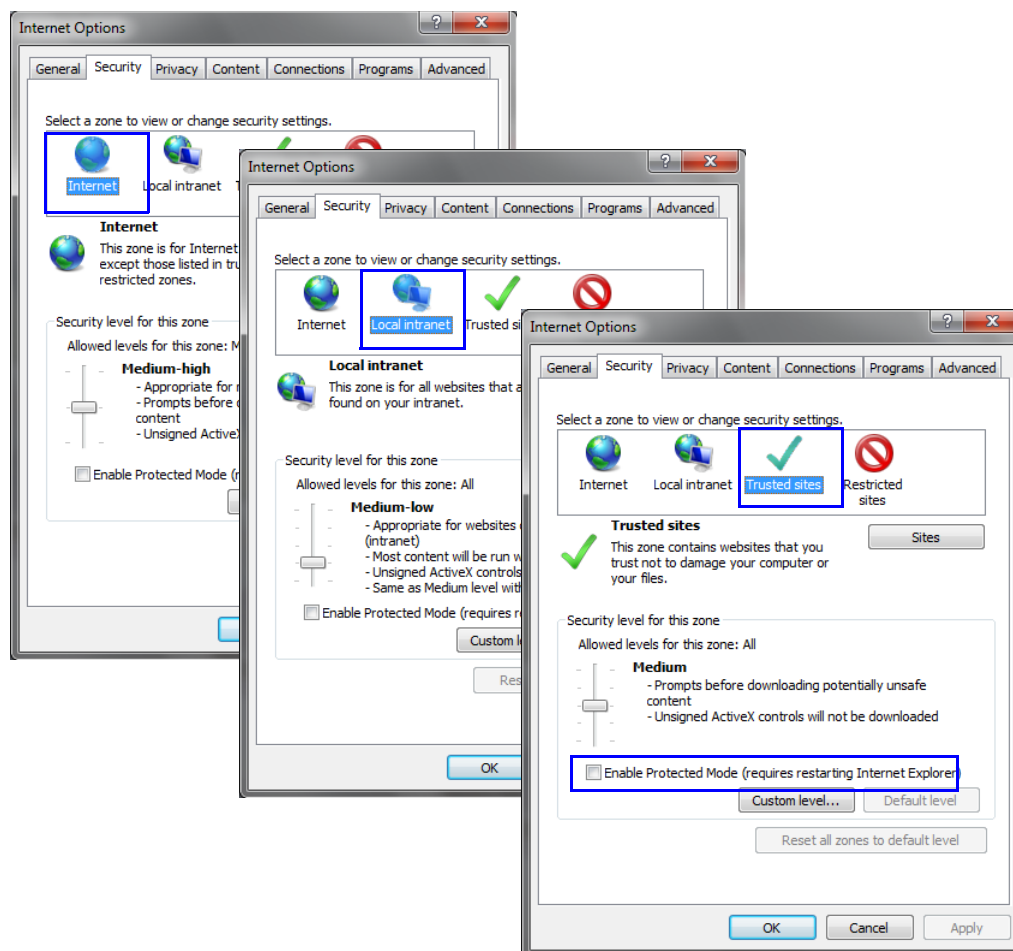 Internet Options
General Security Privacy Content Connections Programs Advanced
Select a zone to view or change security settings.
Internet Local intranet
Internet
This zone is for Internet
except those listed in
restricted zones.
Security level for this zone
Allowed levels for this zone:
Medium-high
- Appropriate for
- Prompts before
content
- Unsigned ActiveX
Enable Protected Mode
Internet Options
General Security Privacy Content Connections Programs Advanced
Select a zone to view or change security settings.
Internet Local intranet Trusted
Local intranet
This zone is for all websites that
found on your intranet.
Security level for this zone
Allowed levels for this zone: All
Medium-low
- Appropriate for websites
(intranet)
- Most content will be run
- Unsigned ActiveX controls
- Same as Medium level
Enable Protected Mode (requires
Custom
OK
Internet Options
General Security Privacy Content Connections Programs Advanced
Select a zone to view or change security settings.
Internet Local intranet Trusted sites Restricted
sites
Trusted sites
This zone contains websites that you
trust not to damage your computer or
your files.
Sites
Security level for this zone
Allowed levels for this zone: All
Medium
- Prompts before downloading potentially unsafe
content
- Unsigned ActiveX controls will not be downloaded
Enable Protected Mode (requires restarting Internet Explorer)
Custom level... Default level
Reset all zones to default level
OK Cancel Apply